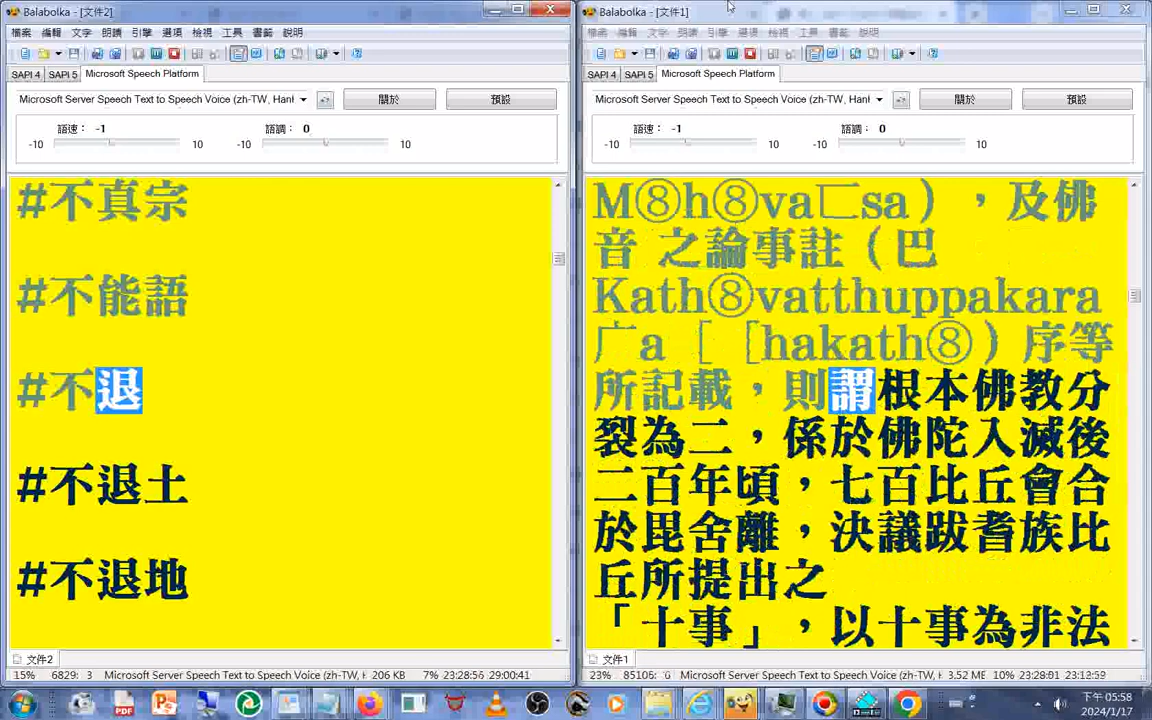 Balabolka - [文件2]
檔案 編輯 文字 朗讀 引擎 選項 檢視 工具 書籤 說明
SAPI 4 SAPI 5 Microsoft Speech Platform
Microsoft Server Speech Text to Speech Voice (zh-TW, Hanl
關於 預設
語速： -1 語調： 0
-10 10 -10 10
#不真宗
#不能語
#不退
#不退土
#不退地
文件2
15% 6829: 3 Microsoft Server Speech Text to Speech Voice (zh-TW, H 206 KB 7% 23:28:56 29:00:41
Balabolka - [文件1]
檔案 編輯 文字 朗讀 引擎 選項 檢視 工具 書籤 說明
SAPI 4 SAPI 5 Microsoft Speech Platform
Microsoft Server Speech Text to Speech Voice (zh-TW, Hanl
關於 預設
語速： -1 語調： 0
-10 10 -10 10
M⑧h⑧va匸sa），及佛
音 之論事註（巴
Kath⑧vatthuppakara
广a［［hakath⑧）序等
所記載，則謂根本佛教分
裂為二，係於佛陀入滅後
二百年頃，七百比丘會合
於毘舍離，決議跋耆族比
丘所提出之
「十事」，以十事為非法
文件1
23% 85106: Microsoft Server Speech Text to Speech Voice (zh-TW, H 3.52 ME 10% 23:28:01
下午 05:58
2024/1/17